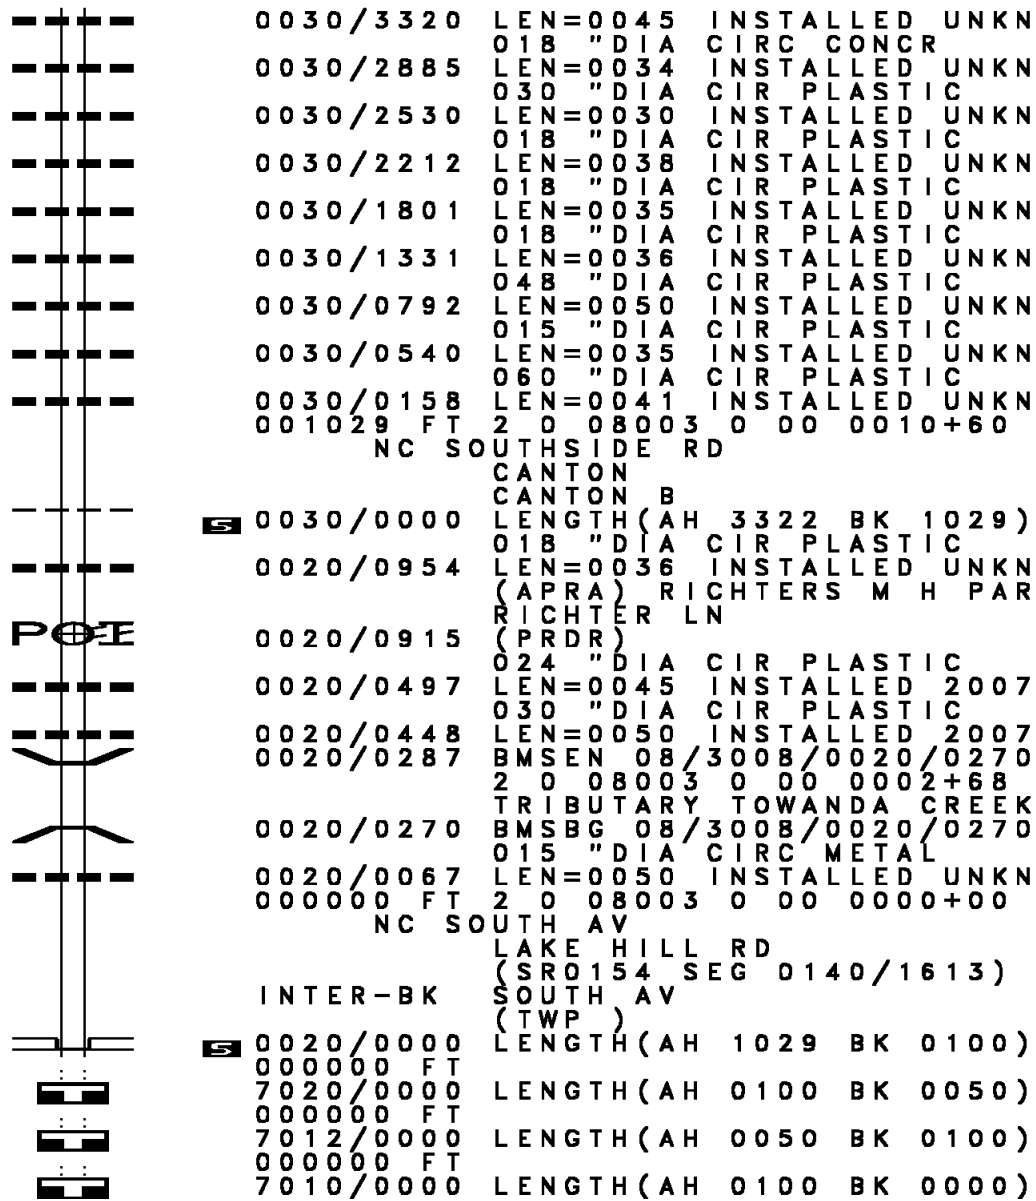 0030/3320 LEN=0045 INSTALLED UNKN
018 "DIA CIRC CONCR
0030/2885 LEN=0034 INSTALLED UNKN
030 "DIA CIR PLASTIC
0030/2530 LEN=0030 INSTALLED UNKN
018 "DIA CIR PLASTIC
0030/2212 LEN=0038 INSTALLED UNKN
018 "DIA CIR PLASTIC
0030/1801 LEN=0035 INSTALLED UNKN
018 "DIA CIR PLASTIC
0030/1331 LEN=0036 INSTALLED UNKN
048 "DIA CIR PLASTIC
0030/0792 LEN=0050 INSTALLED UNKN
015 "DIA CIR PLASTIC
0030/0540 LEN=0035 INSTALLED UNKN
060 "DIA CIR PLASTIC
0030/0158 LEN=0041 INSTALLED UNKN
001029 FT 2 0 08003 0 00 0010+60
NC SOUTHSIDE RD
CANTON
CANTON B
S 0030/0000 LENGTH(AH 3322 BK 1029)
018 "DIA CIR PLASTIC
0020/0954 LEN=0036 INSTALLED UNKN
(APRA) RICHTERS M H PAR
RICHTER LN
POT 0020/0915 (PRDR)
024 "DIA CIR PLASTIC
0020/0497 LEN=0045 INSTALLED 2007
030 "DIA CIR PLASTIC
0020/0448 LEN=0050 INSTALLED 2007
0020/0287 BMSEN 08/3008/0020/0270
2 0 08003 0 00 0002+68
TRIBUTARY TOWANDA CREEK
0020/0270 BMSBG 08/3008/0020/0270
015 "DIA CIRC METAL
0020/0067 LEN=0050 INSTALLED UNKN
000000 FT 2 0 08003 0 00 0000+00
NC SOUTH AV
LAKE HILL RD
(SR0154 SEG 0140/1613)
INTER-BK SOUTH AV
(TWP )
S 0020/0000 LENGTH(AH 1029 BK 0100)
000000 FT
7020/0000 LENGTH(AH 0100 BK 0050)
000000 FT
7012/0000 LENGTH(AH 0050 BK 0100)
000000 FT
7010/0000 LENGTH(AH 0100 BK 0000)